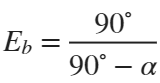 E_b = 90° / (90° − α)